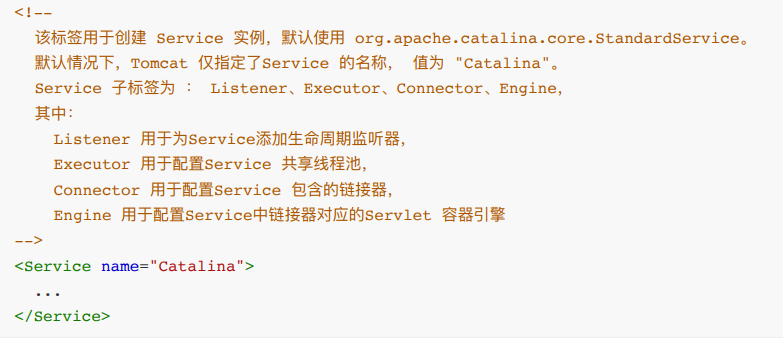 <!--
该标签用于创建 Service 实例，默认使用 org.apache.catalina.core.StandardService。
默认情况下，Tomcat 仅指定了Service 的名称， 值为 "Catalina"。
Service 子标签为 ： Listener、Executor、Connector、Engine，
其中：
Listener 用于为Service添加生命周期监听器，
Executor 用于配置Service 共享线程池，
Connector 用于配置Service 包含的链接器，
Engine 用于配置Service中链接器对应的Servlet 容器引擎
-->
<Service name="Catalina">
...
</Service>